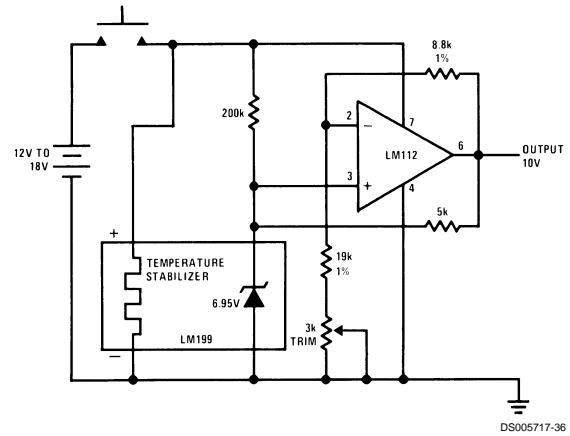 8.8k
1%
200k
2
7
12V TO
18V
LM112
6
OUTPUT
10V
3
4
5k
+
TEMPERATURE
STABILIZER
19k
1%
6.95V
3k
TRIM
LM199
−
DS005717-36